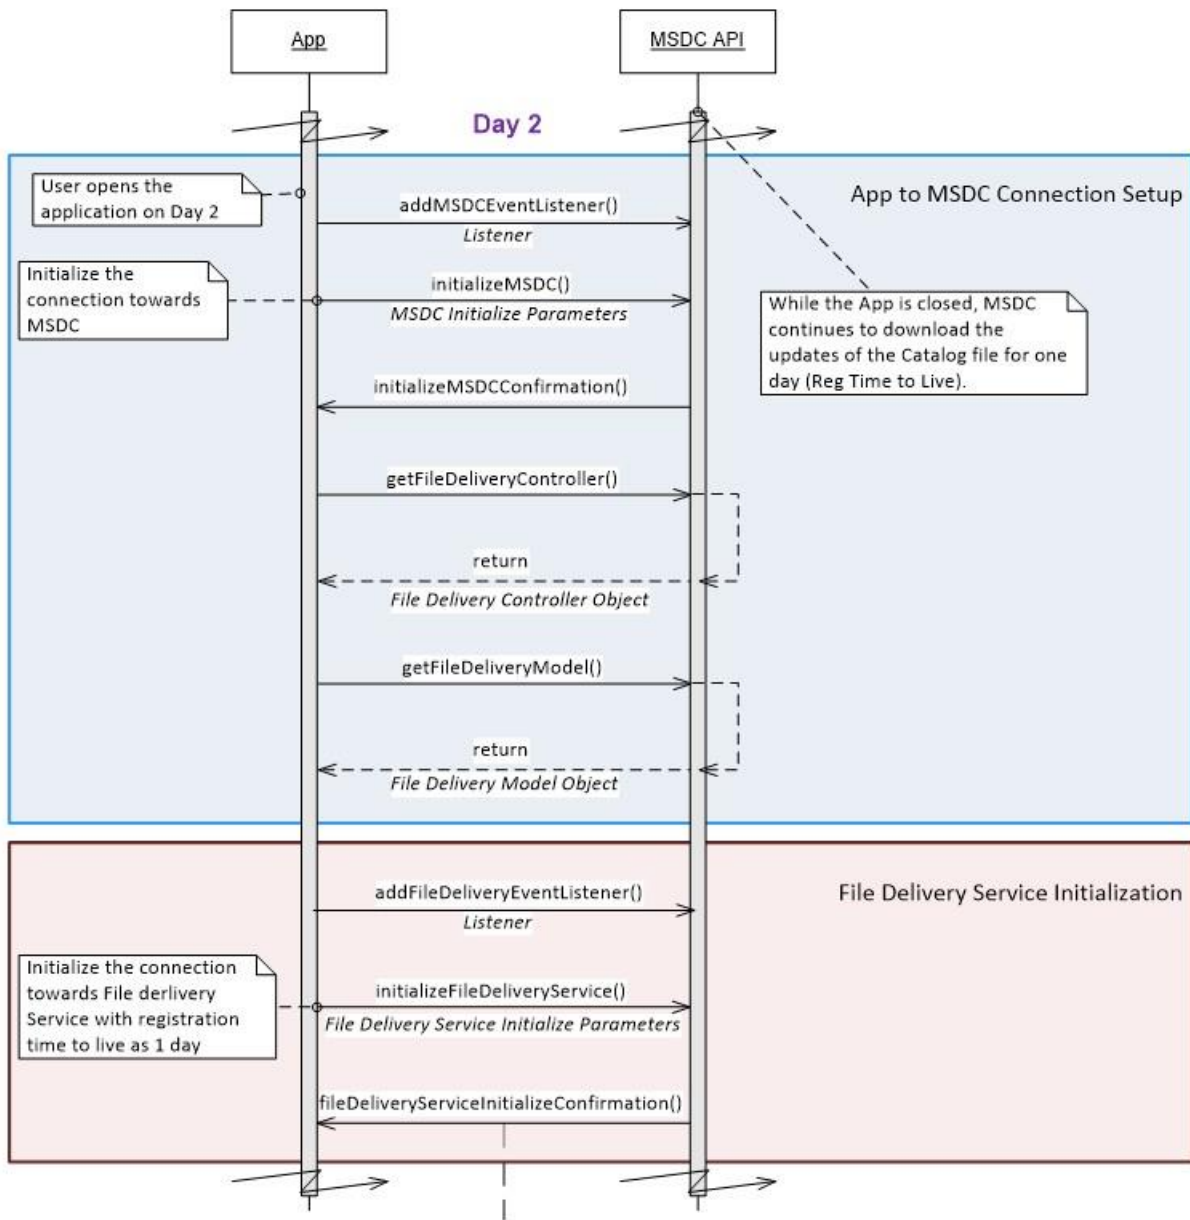 App
MSDC API
Day 2
User opens the
application on Day 2
App to MSDC Connection Setup
addMSDCEventListener()
Listener
Initialize the
connection towards
MSDC
initializeMSDC()
MSDC Initialize Parameters
While the App is closed, MSDC
continues to download the
updates of the Catalog file for one
day (Reg Time to Live).
initializeMSDCConfirmation()
getFileDeliveryController()
return
File Delivery Controller Object
getFileDeliveryModel()
return
File Delivery Model Object
File Delivery Service Initialization
addFileDeliveryEventListener()
Listener
Initialize the connection
towards File derlivery
Service with registration
time to live as 1 day
initializeFileDeliveryService()
File Delivery Service Initialize Parameters
fileDeliveryServiceInitializeConfirmation()